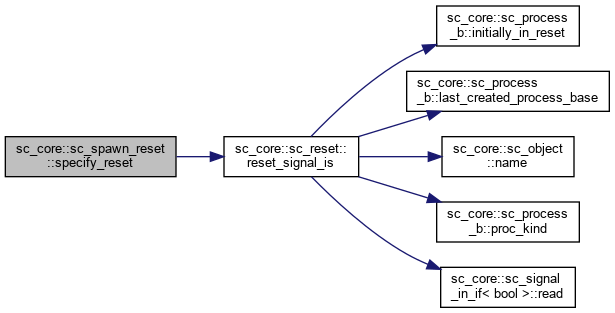 sc_core::sc_spawn_reset
::specify_reset
sc_core::sc_reset::
reset_signal_is
sc_core::sc_process
_b::initially_in_reset
sc_core::sc_process
_b::last_created_process_base
sc_core::sc_object
::name
sc_core::sc_process
_b::proc_kind
sc_core::sc_signal
_in_if< bool >::read